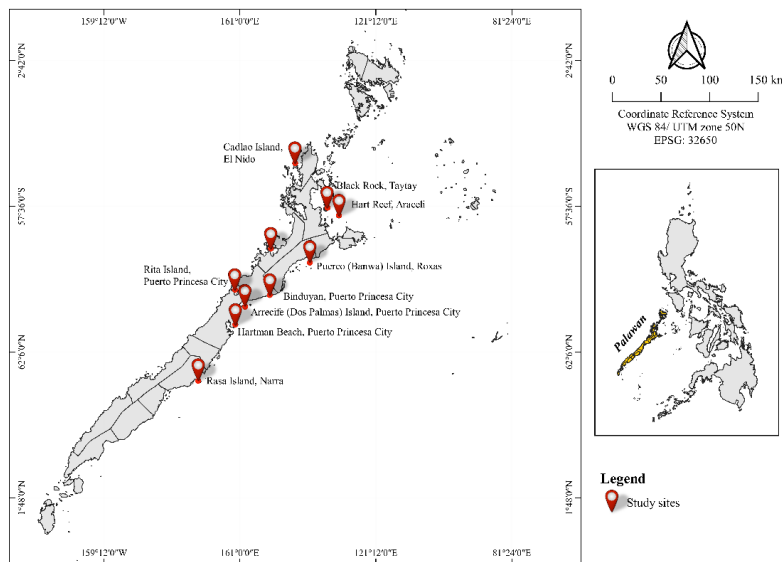 159°12'0"W 161°0'0"E 121°12'0"E 81°24'0"E
2°42'0"N
57°36'0"S
62°6'0"N
1°48'0"N
Cadlao Island,
El Nido
Black Rock, Taytay
Hart Reef, Araceli
Puerco (Banwa) Island, Roxas
Rita Island,
Puerto Princesa City
Binduyan, Puerto Princesa City
Arrecife (Dos Palmas) Island, Puerto Princesa City
Hartman Beach, Puerto Princesa City
Rasa Island, Narra
2°42'0"N
57°36'0"S
62°6'0"N
1°48'0"N
159°12'0"W 161°0'0"E 121°12'0"E 81°24'0"E
0 50 100 150 km
Coordinate Reference System
WGS 84/ UTM zone 50N
EPSG: 32650
Palawan
Legend
Study sites